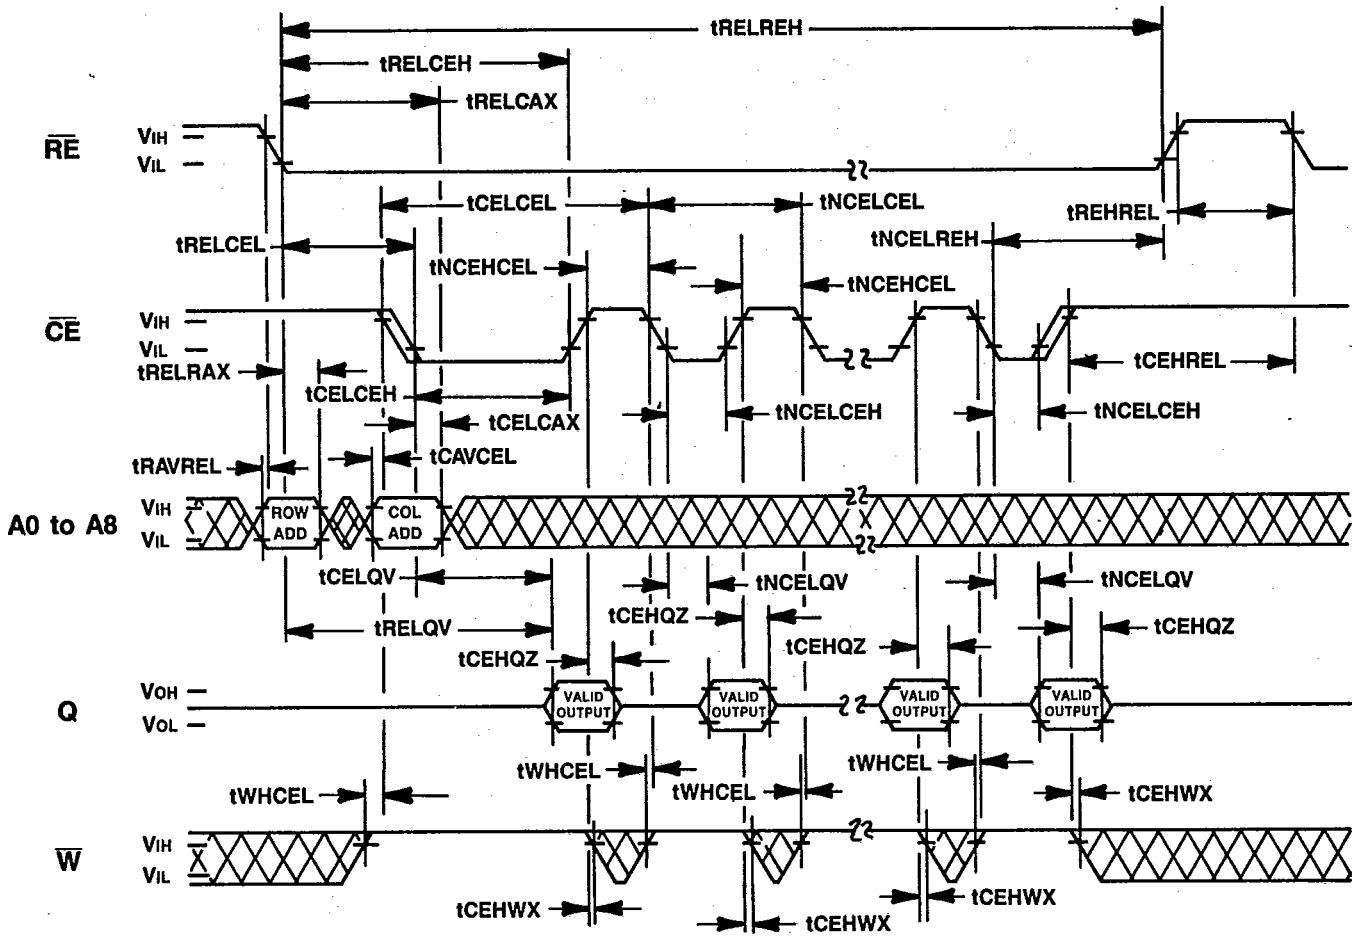 tRELREH
tRELCEH
tRELCAX
VIH
R̅E̅
VIL
tCELCEL
tNCELCEL
tREHREL
tRELCEL
tNCELREH
tNCEHCEL
tNCEHCEL
VIH
C̅E̅
VIL
tRELRAX
tCEHREL
tCELCEH
tNCELCEH
tNCELCEH
tCELCAX
tRAVREL
tCAVCEL
VIH
ROW ADD
COL ADD
A0 to A8
VIL
tCELQV
tNCELQV
tNCELQV
tCEHQZ
tRELQV
tCEHQZ
tCEHQZ
tCEHQZ
VOH
VALID OUTPUT
VALID OUTPUT
VALID OUTPUT
VALID OUTPUT
Q
VOL
tWHCEL
tWHCEL
tWHCEL
tWHCEL
tCEHWX
VIH
W̅
VIL
tCEHWX
tCEHWX
tCEHWX